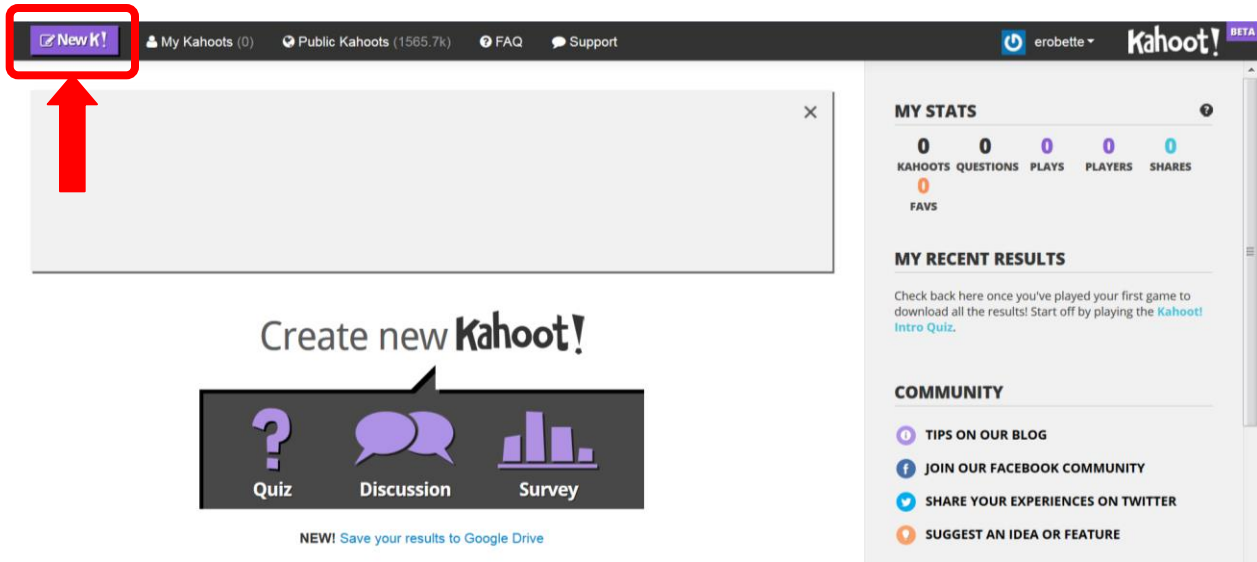 New K! My Kahoots (0) Public Kahoots (1565.7k) FAQ Support erobette Kahoot! BETA
MY STATS
0 0 0 0 0
KAHOOTS QUESTIONS PLAYS PLAYERS SHARES
0
FAVS
MY RECENT RESULTS
Check back here once you've played your first game to
download all the results! Start off by playing the Kahoot!
Intro Quiz.
Create new Kahoot!
Quiz Discussion Survey
NEW! Save your results to Google Drive
COMMUNITY
TIPS ON OUR BLOG
JOIN OUR FACEBOOK COMMUNITY
SHARE YOUR EXPERIENCES ON TWITTER
SUGGEST AN IDEA OR FEATURE